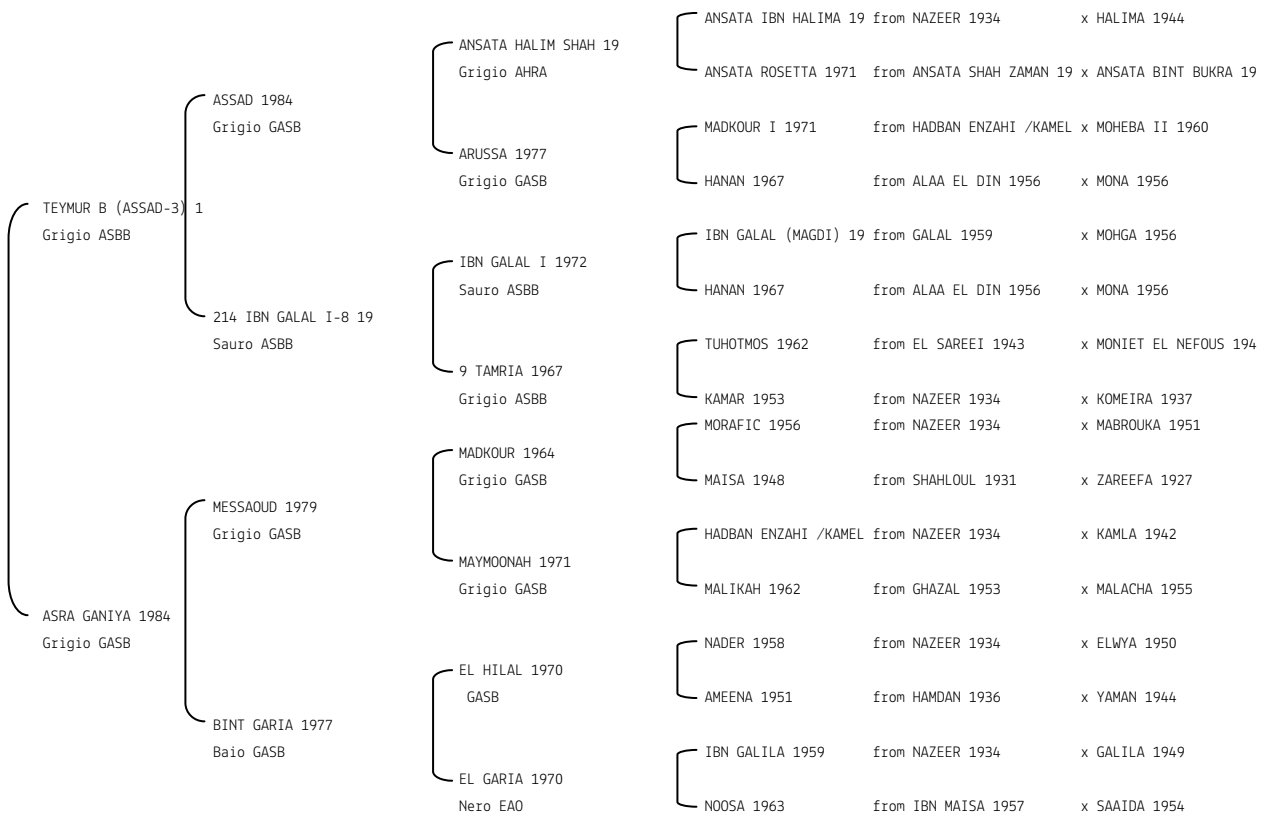 ANSATA IBN HALIMA 19 from NAZEER 1934 x HALIMA 1944
ANSATA HALIM SHAH 19
Grigio AHRA ANSATA ROSETTA 1971 from ANSATA SHAH ZAMAN 19 x ANSATA BINT BUKRA 19
ASSAD 1984
Grigio GASB MADKOUR I 1971 from HADBAN ENZAHI /KAMEL x MOHEBA II 1960
ARUSSA 1977
Grigio GASB HANAN 1967 from ALAA EL DIN 1956 x MONA 1956
TEYMUR B (ASSAD-3) 1
Grigio ASBB IBN GALAL (MAGDI) 19 from GALAL 1959 x MOHGA 1956
IBN GALAL I 1972
Sauro ASBB HANAN 1967 from ALAA EL DIN 1956 x MONA 1956
214 IBN GALAL I-8 19
Sauro ASBB TUHOTMOS 1962 from EL SAREEI 1943 x MONIET EL NEFOUS 194
9 TAMRIA 1967
Grigio ASBB KAMAR 1953 from NAZEER 1934 x KOMEIRA 1937
MORAFIC 1956 from NAZEER 1934 x MABROUKA 1951
MADKOUR 1964
Grigio GASB MAISA 1948 from SHAHLOUL 1931 x ZAREEFA 1927
MESSAOUD 1979
Grigio GASB HADBAN ENZAHI /KAMEL from NAZEER 1934 x KAMLA 1942
MAYMOONAH 1971
Grigio GASB MALIKAH 1962 from GHAZAL 1953 x MALACHA 1955
ASRA GANIYA 1984
Grigio GASB NADER 1958 from NAZEER 1934 x ELWYA 1950
EL HILAL 1970
GASB AMEENA 1951 from HAMDAN 1936 x YAMAN 1944
BINT GARIA 1977
Baio GASB IBN GALILA 1959 from NAZEER 1934 x GALILA 1949
EL GARIA 1970
Nero EAO NOOSA 1963 from IBN MAISA 1957 x SAAIDA 1954